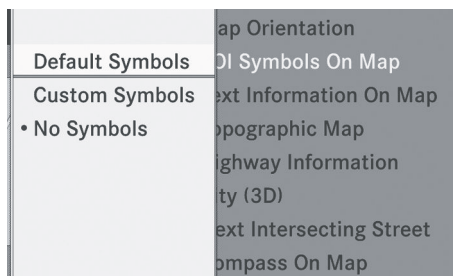 ap Orientation
Default Symbols
OI Symbols On Map
Custom Symbols
ext Information On Map
• No Symbols
opographic Map
ighway Information
ty (3D)
ext Intersecting Street
ompass On Map